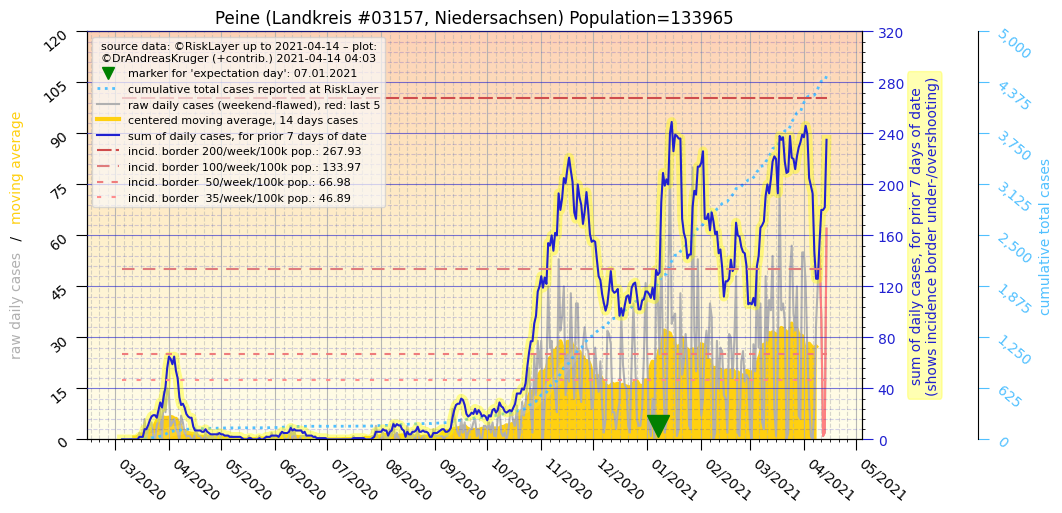 Peine (Landkreis #03157, Niedersachsen) Population=133965
source data: ©RiskLayer up to 2021-04-14 – plot:
©DrAndreasKruger (+contrib.) 2021-04-14 04:03
marker for 'expectation day': 07.01.2021
cumulative total cases reported at RiskLayer
raw daily cases (weekend-flawed), red: last 5
centered moving average, 14 days cases
sum of daily cases, for prior 7 days of date
incid. border 200/week/100k pop.: 267.93
incid. border 100/week/100k pop.: 133.97
incid. border  50/week/100k pop.: 66.98
incid. border  35/week/100k pop.: 46.89
raw daily cases  /  moving average
120
105
90
75
60
45
30
15
0
03/2020
04/2020
05/2020
06/2020
07/2020
08/2020
09/2020
10/2020
11/2020
12/2020
01/2021
02/2021
03/2021
04/2021
05/2021
320
280
240
200
160
120
80
40
0
sum of daily cases, for prior 7 days of date
(shows incidence border under-/overshooting)
5,000
4,375
3,750
3,125
2,500
1,875
1,250
625
0
cumulative total cases